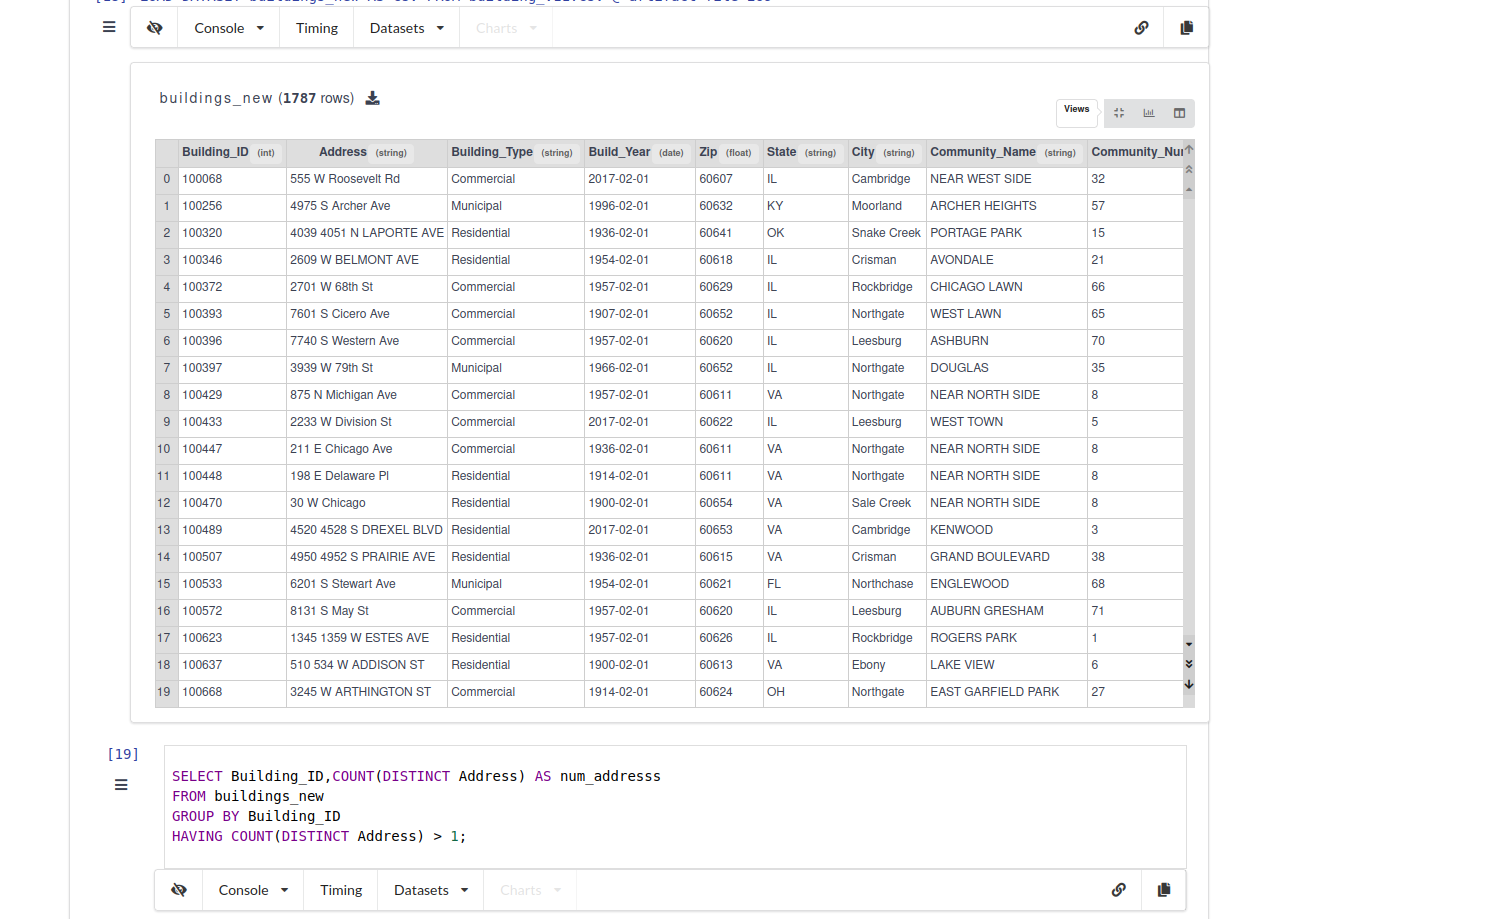 Console Timing Datasets Charts
buildings_new (1787 rows)
Views
Building_ID (int) Address (string) Building_Type (string) Build_Year (date) Zip (float) State (string) City (string) Community_Name (string) Community_Nu
0 100068 555 W Roosevelt Rd Commercial 2017-02-01 60607 IL Cambridge NEAR WEST SIDE 32
1 100256 4975 S Archer Ave Municipal 1996-02-01 60632 KY Moorland ARCHER HEIGHTS 57
2 100320 4039 4051 N LAPORTE AVE Residential 1936-02-01 60641 OK Snake Creek PORTAGE PARK 15
3 100346 2609 W BELMONT AVE Residential 1954-02-01 60618 IL Crisman AVONDALE 21
4 100372 2701 W 68th St Commercial 1957-02-01 60629 IL Rockbridge CHICAGO LAWN 66
5 100393 7601 S Cicero Ave Commercial 1907-02-01 60652 IL Northgate WEST LAWN 65
6 100396 7740 S Western Ave Commercial 1957-02-01 60620 IL Leesburg ASHBURN 70
7 100397 3939 W 79th St Municipal 1966-02-01 60652 IL Northgate DOUGLAS 35
8 100429 875 N Michigan Ave Commercial 1957-02-01 60611 VA Northgate NEAR NORTH SIDE 8
9 100433 2233 W Division St Commercial 2017-02-01 60622 IL Leesburg WEST TOWN 5
10 100447 211 E Chicago Ave Commercial 1936-02-01 60611 VA Northgate NEAR NORTH SIDE 8
11 100448 198 E Delaware Pl Residential 1914-02-01 60611 VA Northgate NEAR NORTH SIDE 8
12 100470 30 W Chicago Residential 1900-02-01 60654 VA Sale Creek NEAR NORTH SIDE 8
13 100489 4520 4528 S DREXEL BLVD Residential 2017-02-01 60653 VA Cambridge KENWOOD 3
14 100507 4950 4952 S PRAIRIE AVE Residential 1936-02-01 60615 VA Crisman GRAND BOULEVARD 38
15 100533 6201 S Stewart Ave Municipal 1954-02-01 60621 FL Northchase ENGLEWOOD 68
16 100572 8131 S May St Commercial 1957-02-01 60620 IL Leesburg AUBURN GRESHAM 71
17 100623 1345 1359 W ESTES AVE Residential 1957-02-01 60626 IL Rockbridge ROGERS PARK 1
18 100637 510 534 W ADDISON ST Residential 1900-02-01 60613 VA Ebony LAKE VIEW 6
19 100668 3245 W ARTHINGTON ST Commercial 1914-02-01 60624 OH Northgate EAST GARFIELD PARK 27
[19]
SELECT Building_ID,COUNT(DISTINCT Address) AS num_addresss
FROM buildings_new
GROUP BY Building_ID
HAVING COUNT(DISTINCT Address) > 1;
Console Timing Datasets Charts